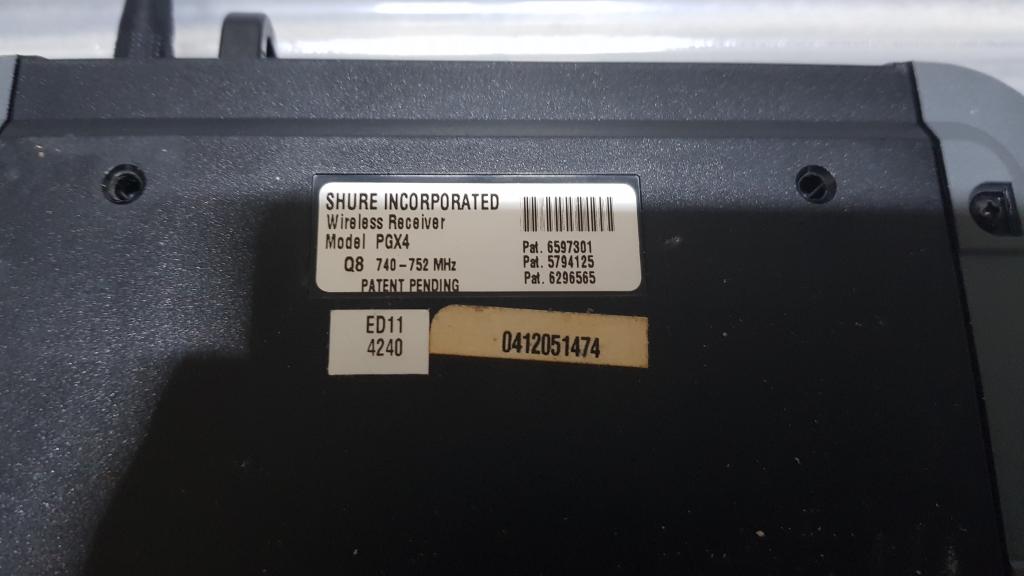 SHURE INCORPORATED
Wireless Receiver
Model PGX4
Q8 740-752 MHz
PATENT PENDING
Pat. 6597301
Pat. 5794125
Pat. 6296565
ED11
4240
0412051474